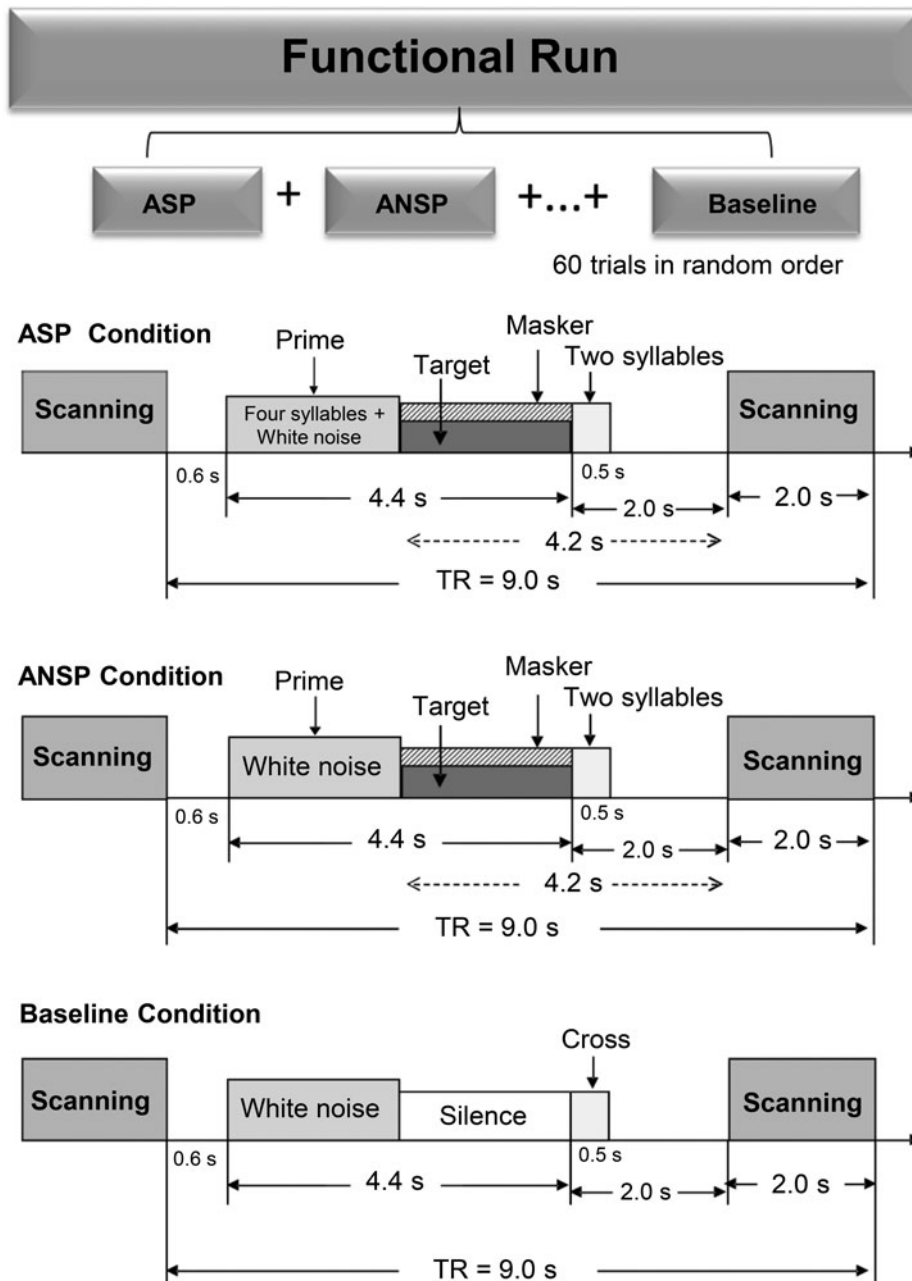 Functional Run
ASP + ANSP +...+ Baseline
60 trials in random order
ASP Condition
Prime
Masker
Target
Two syllables
Scanning
Four syllables +
White noise
Scanning
0.6 s
4.4 s
0.5 s
2.0 s
2.0 s
4.2 s
TR = 9.0 s
ANSP Condition
Prime
Masker
Target
Two syllables
Scanning
White noise
Scanning
0.6 s
4.4 s
0.5 s
2.0 s
2.0 s
4.2 s
TR = 9.0 s
Baseline Condition
Cross
Scanning
White noise
Silence
Scanning
0.6 s
4.4 s
0.5 s
2.0 s
2.0 s
TR = 9.0 s